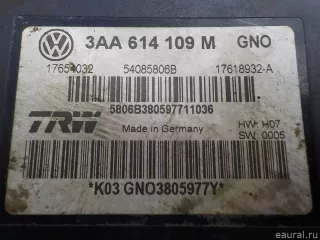 3AA 614 109 M GNO
17654032 54085806B 17618932-A
5806B380597711036
TRW Made in Germany HW: H07
SW: 0005
*K03 GNO3805977Y*
eaural.ru